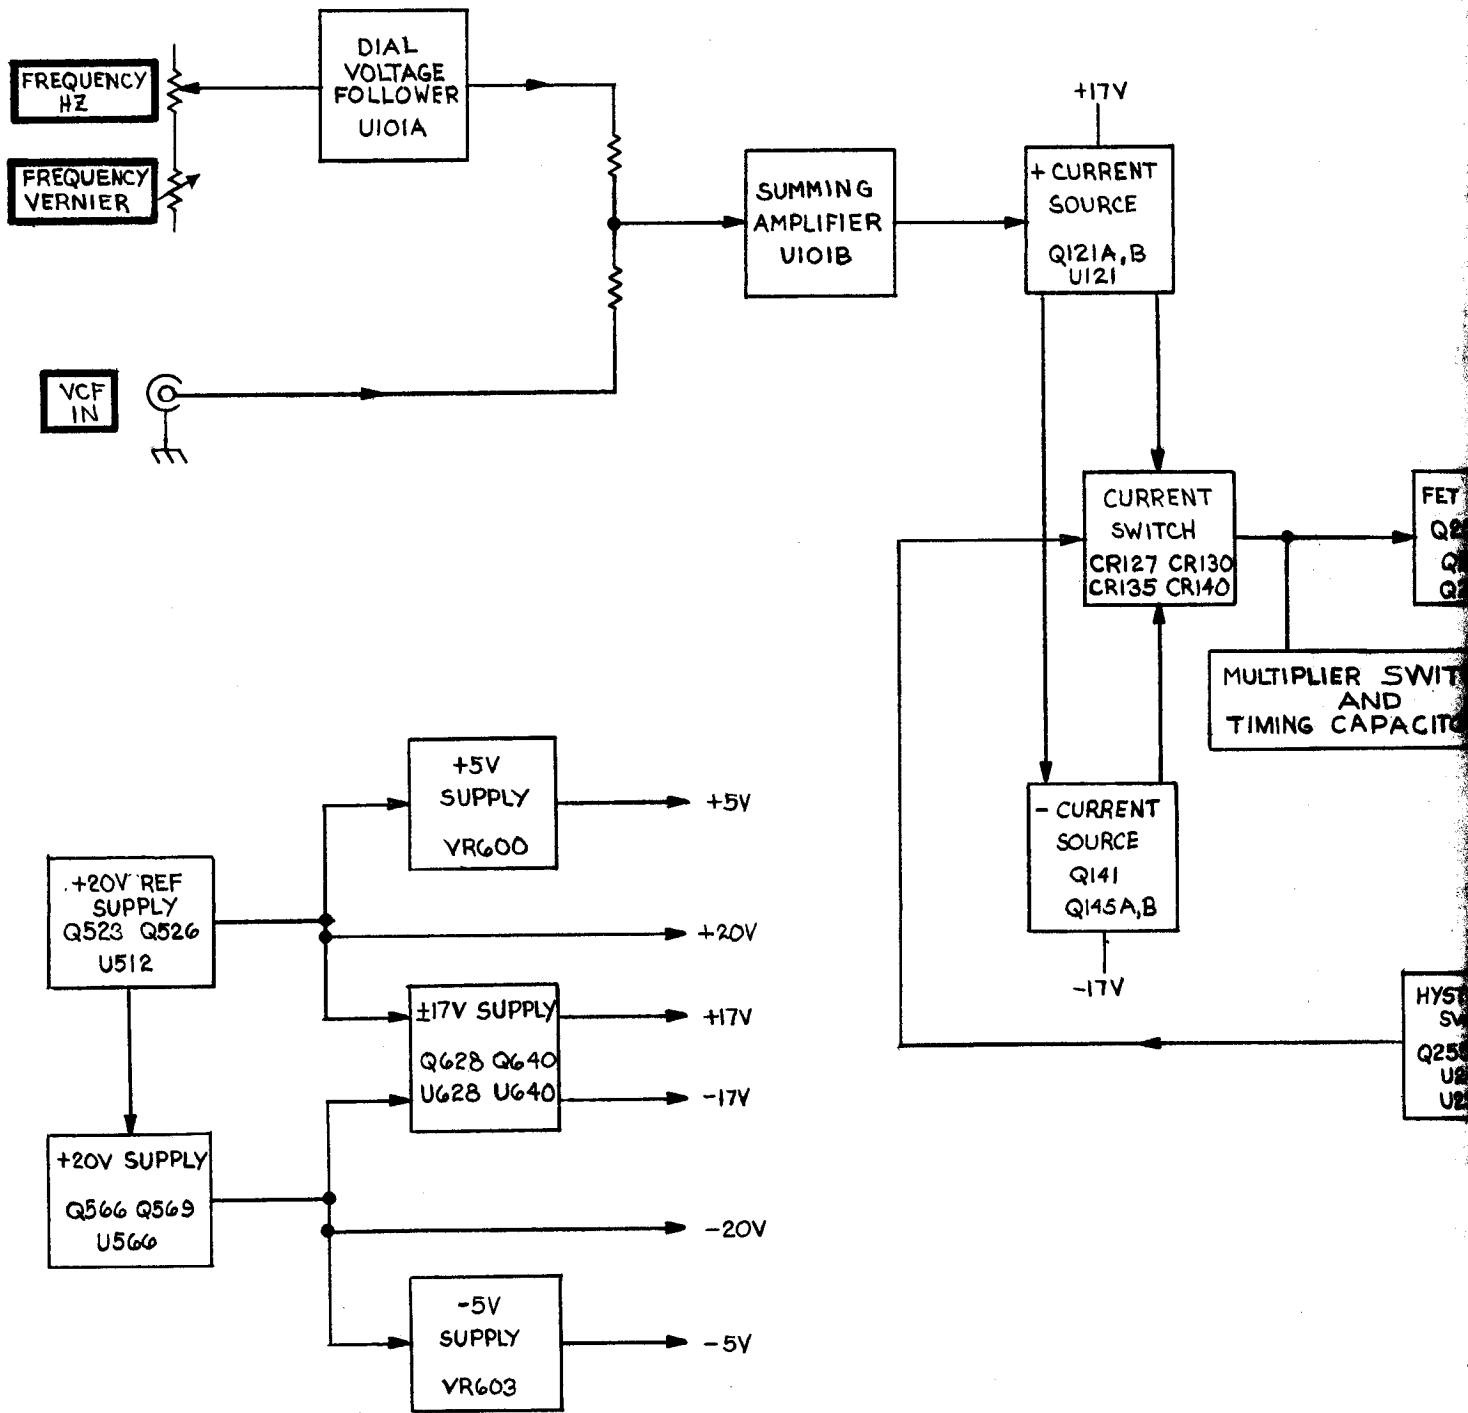 FREQUENCY
HZ
FREQUENCY
VERNIER
DIAL
VOLTAGE
FOLLOWER
U101A
VCF
IN
SUMMING
AMPLIFIER
U101B
+17V
+ CURRENT
SOURCE
Q121A, B
U121
CURRENT
SWITCH
CR127 CR130
CR135 CR140
FET
MULTIPLIER
AND
TIMING
- CURRENT
SOURCE
Q141
Q145A, B
-17V
+5V
SUPPLY
VR600
+5V
+20V REF
SUPPLY
Q523 Q526
U512
+20V
±17V SUPPLY
Q628 Q640
U628 U640
+17V
-17V
+20V SUPPLY
Q566 Q569
U566
-20V
-5V
SUPPLY
VR603
-5V